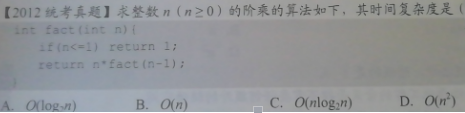 【2012统考真题】求整数n（n≥0）的阶乘的算法如下，其时间复杂度是（
int fact(int n){
if(n<=1) return 1;
return n*fact(n-1);
}
A. O(log₂n) B. O(n) C. O(nlog₂n) D. O(n²)